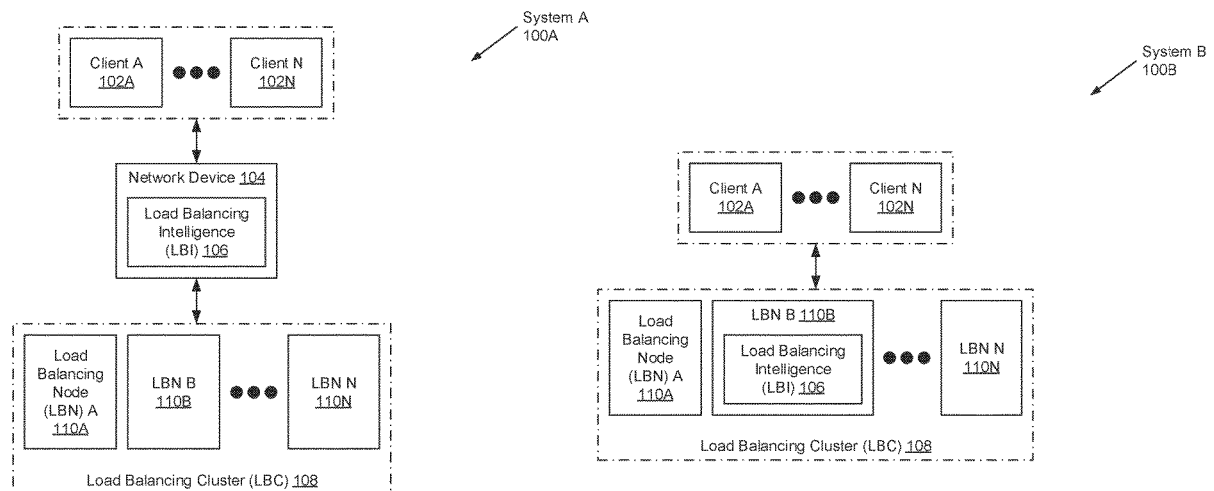 System A
100A
Client A
102A
Client N
102N
Network Device 104
Load Balancing
Intelligence
(LBI) 106
Load
Balancing
Node
(LBN) A
110A
LBN B
110B
LBN N
110N
Load Balancing Cluster (LBC) 108
System B
100B
Client A
102A
Client N
102N
Load
Balancing
Node
(LBN) A
110A
LBN B 110B
Load Balancing
Intelligence
(LBI) 106
LBN N
110N
Load Balancing Cluster (LBC) 108